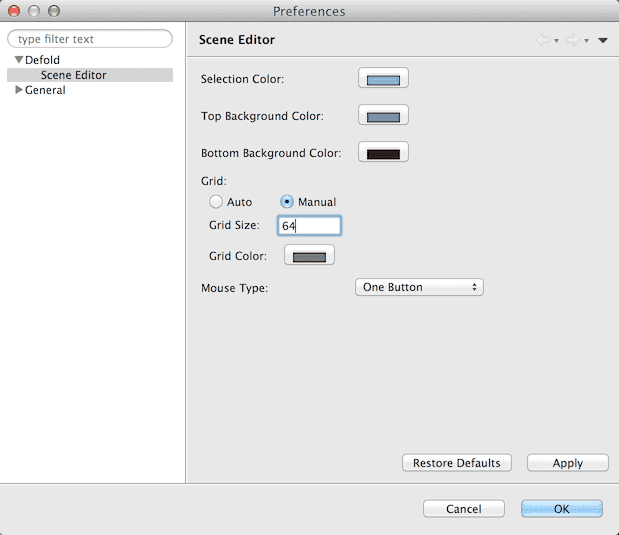 Preferences
type filter text
Scene Editor
Defold
Scene Editor
General
Selection Color:
Top Background Color:
Bottom Background Color:
Grid:
Auto Manual
Grid Size: 64
Grid Color:
Mouse Type: One Button
Restore Defaults Apply
Cancel OK